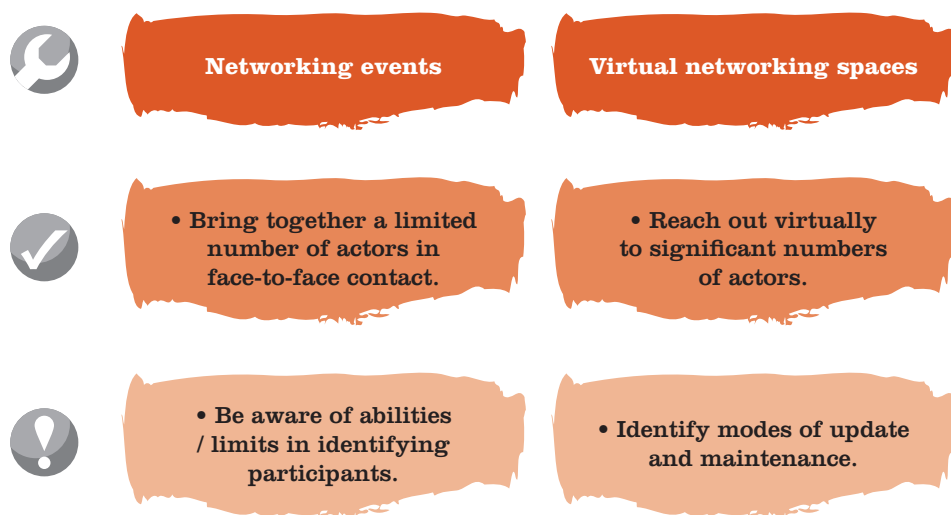 Networking events
Virtual networking spaces
• Bring together a limited
number of actors in
face-to-face contact.
• Reach out virtually
to significant numbers
of actors.
• Be aware of abilities
/ limits in identifying
participants.
• Identify modes of update
and maintenance.